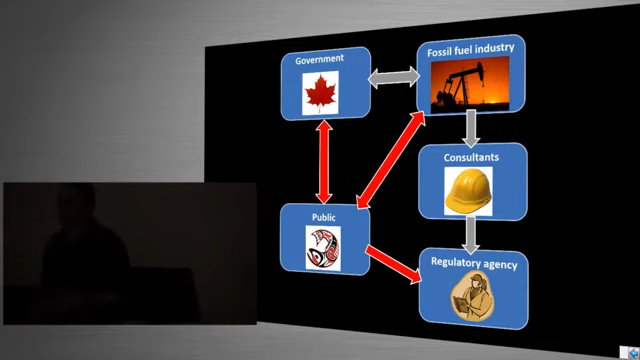 Government
Fossil fuel industry
Consultants
Public
Regulatory agency